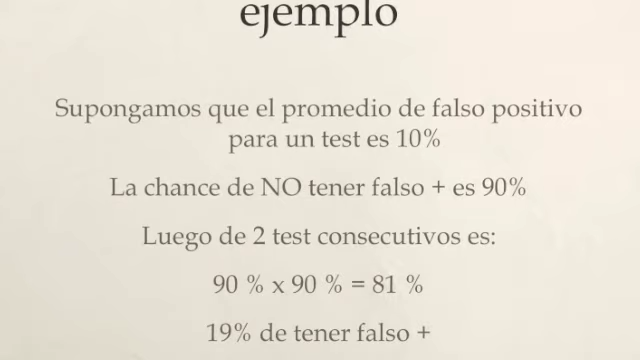 ejemplo
Supongamos que el promedio de falso positivo
para un test es 10%
La chance de NO tener falso + es 90%
Luego de 2 test consecutivos es:
90 % x 90 % = 81 %
19% de tener falso +